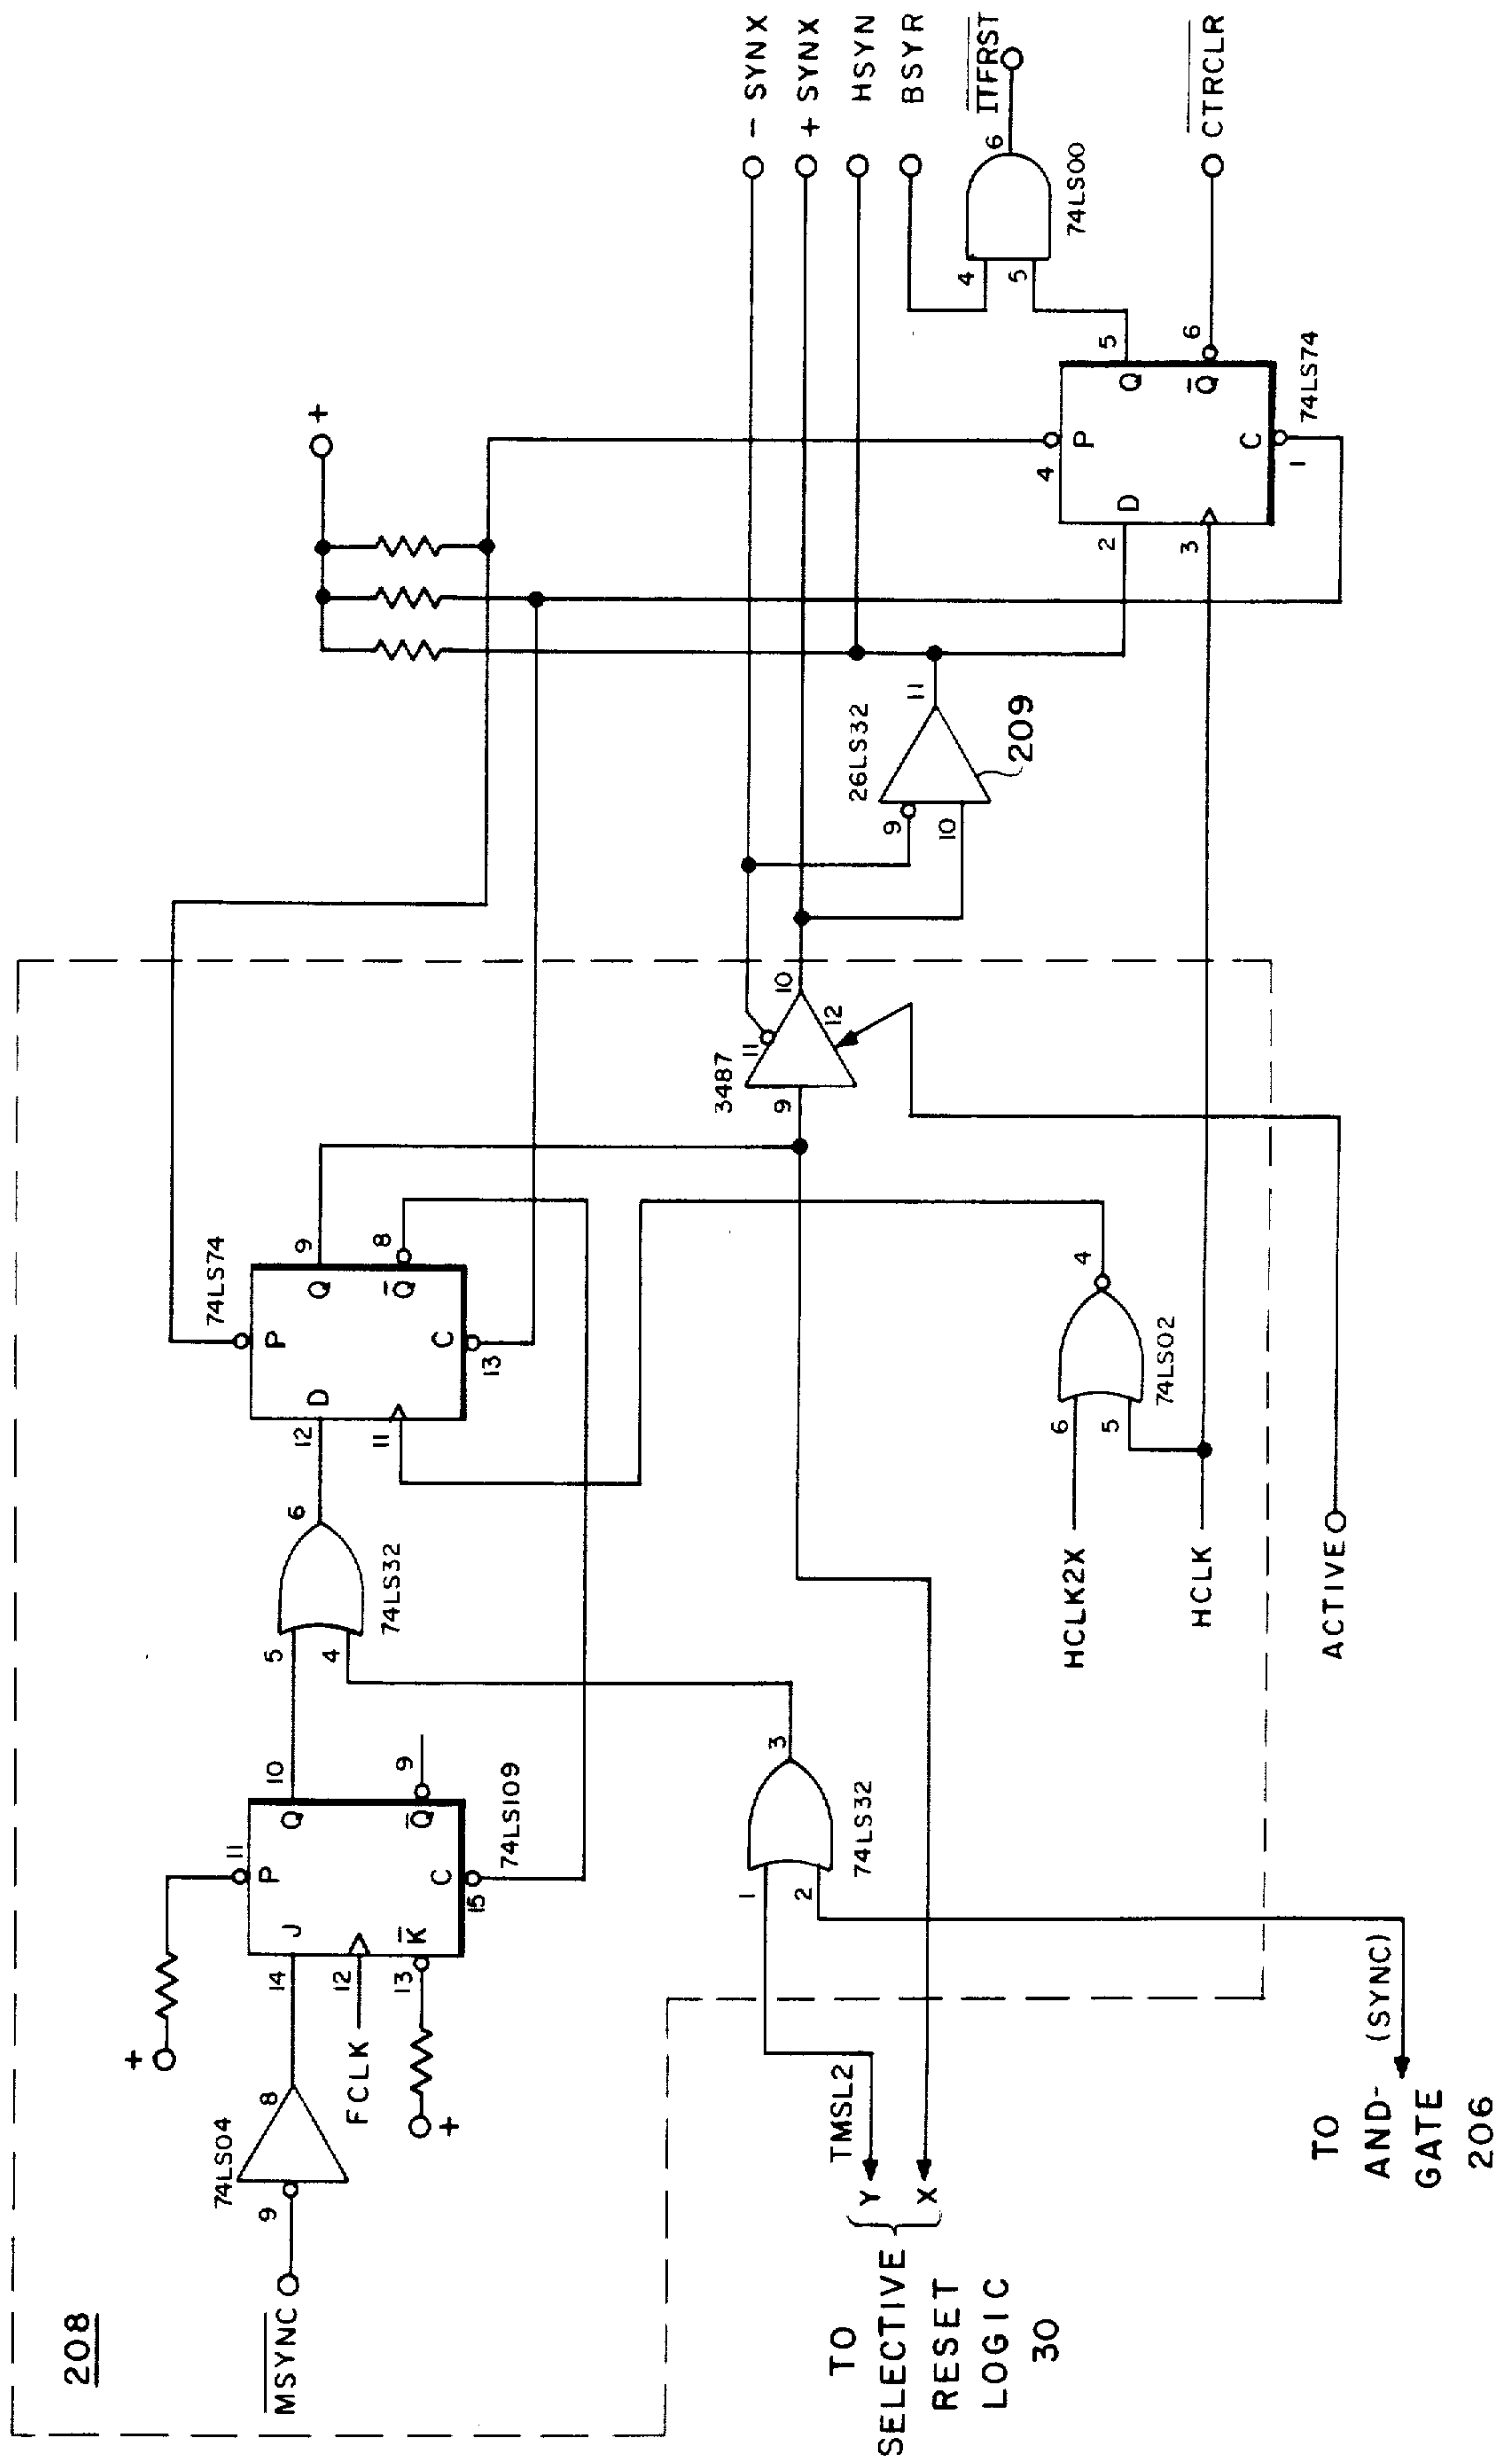 208
MSYNC
9
8
74LS04
FCLK
+
+
14
12
13
11
J
P
K
C
Q
Q
10
9
15
74LS109
5
4
6
74LS32
12
11
D
P
C
Q
Q
13
9
8
74LS74
TO
SELECTIVE
RESET
LOGIC
30
Y
X
TMSL2
1
2
3
74LS32
(SYNC)
TO
AND-
GATE
206
HCLK2X
HCLK
ACTIVE
6
5
4
74LS02
3487
9
11
10
12
26LS32
9
10
11
209
+
2
3
4
D
P
C
Q
Q
1
5
6
74LS74
4
5
6
74LS00
- SYNX
+ SYNX
HSYN
BSYR
ITFRST
CTRCLR